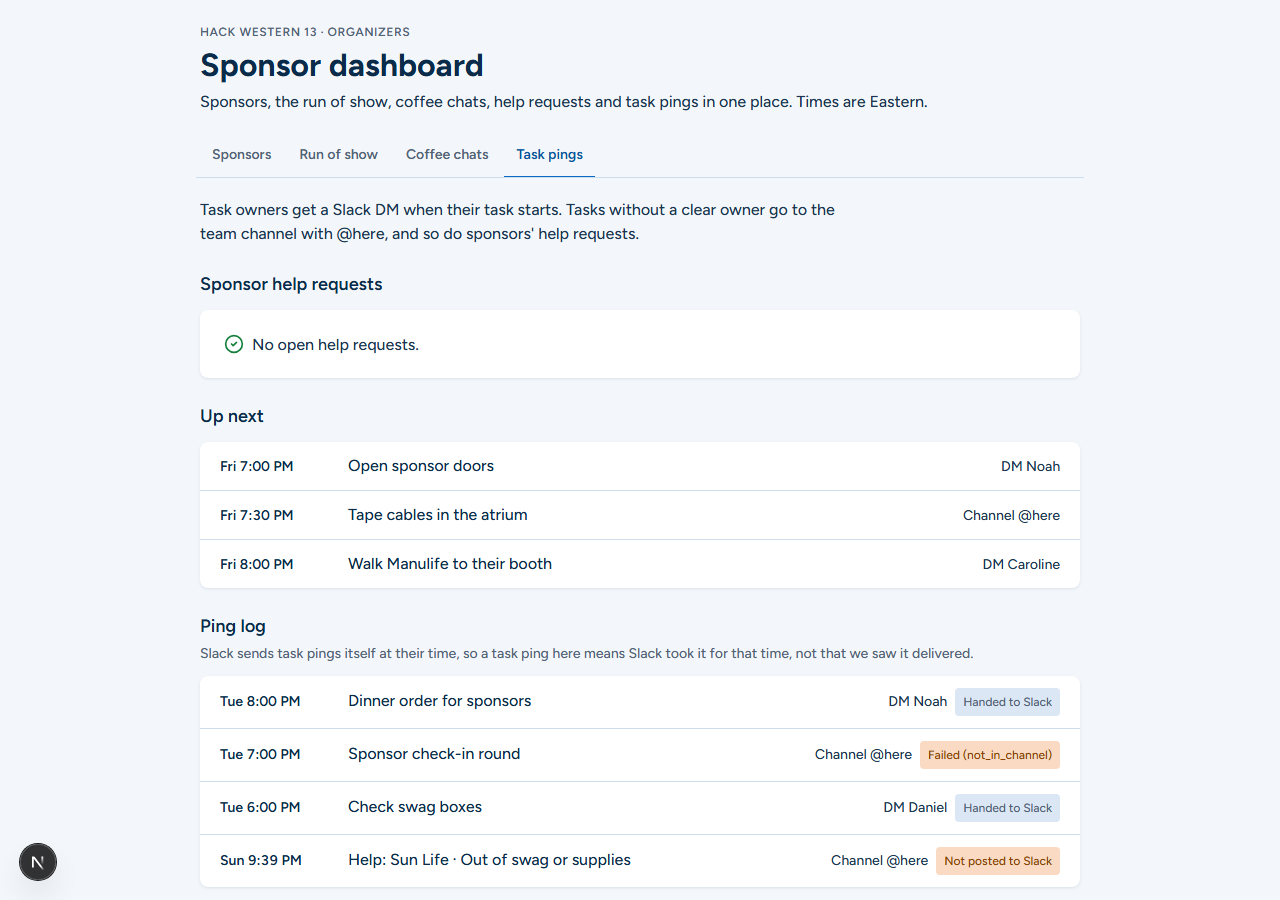 HACK WESTERN 13 · ORGANIZERS
Sponsor dashboard
Sponsors, the run of show, coffee chats, help requests and task pings in one place. Times are Eastern.
Sponsors Run of show Coffee chats Task pings
Task owners get a Slack DM when their task starts. Tasks without a clear owner go to the
team channel with @here, and so do sponsors' help requests.
Sponsor help requests
No open help requests.
Up next
Fri 7:00 PM Open sponsor doors DM Noah
Fri 7:30 PM Tape cables in the atrium Channel @here
Fri 8:00 PM Walk Manulife to their booth DM Caroline
Ping log
Slack sends task pings itself at their time, so a task ping here means Slack took it for that time, not that we saw it delivered.
Tue 8:00 PM Dinner order for sponsors DM Noah Handed to Slack
Tue 7:00 PM Sponsor check-in round Channel @here Failed (not_in_channel)
Tue 6:00 PM Check swag boxes DM Daniel Handed to Slack
Sun 9:39 PM Help: Sun Life · Out of swag or supplies Channel @here Not posted to Slack
N